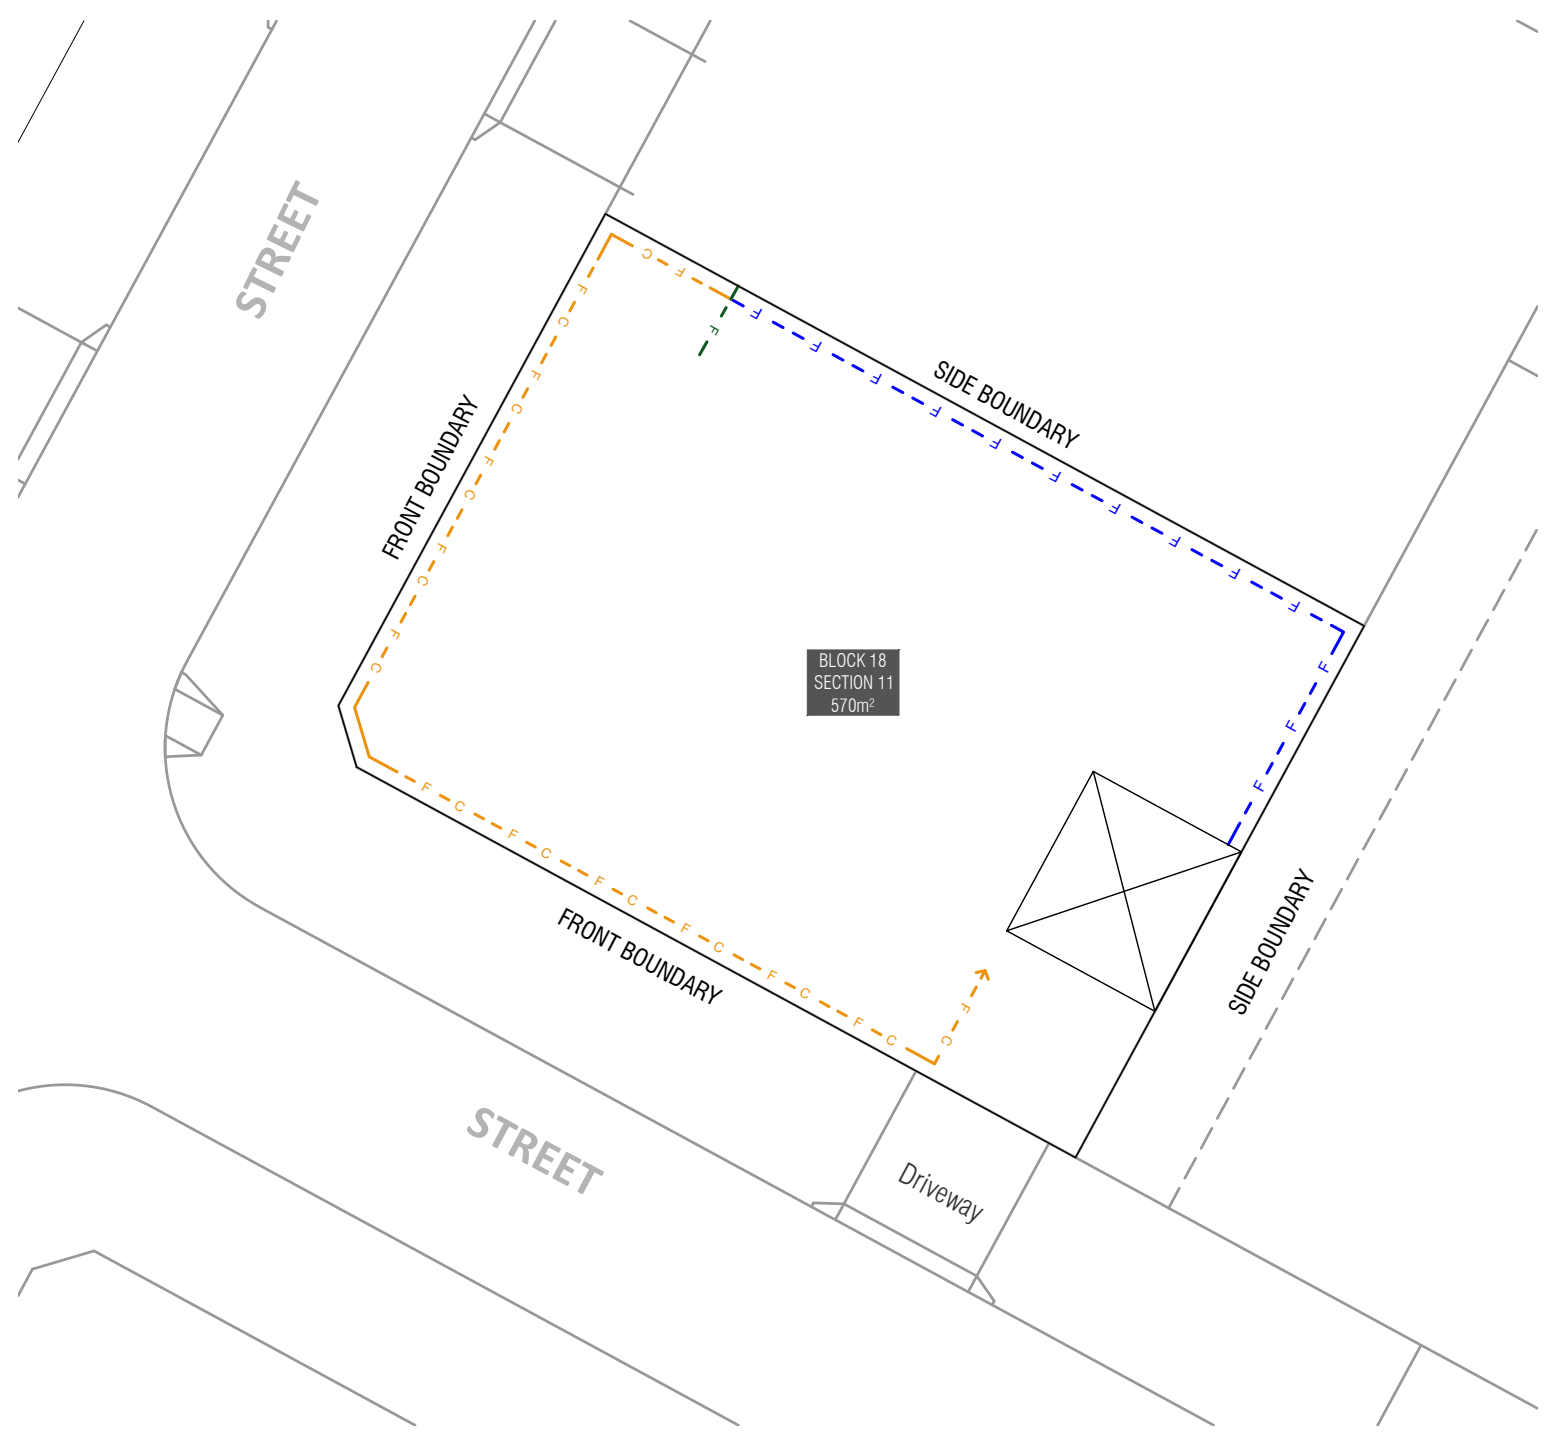 STREET
FRONT BOUNDARY
SIDE BOUNDARY
C F
F C F C F C F C F C
F
F F F F F F F F F F
F F F
BLOCK 18
SECTION 11
570m²
SIDE BOUNDARY
F C F C F C F C F C F C
F C
FRONT BOUNDARY
STREET
Driveway